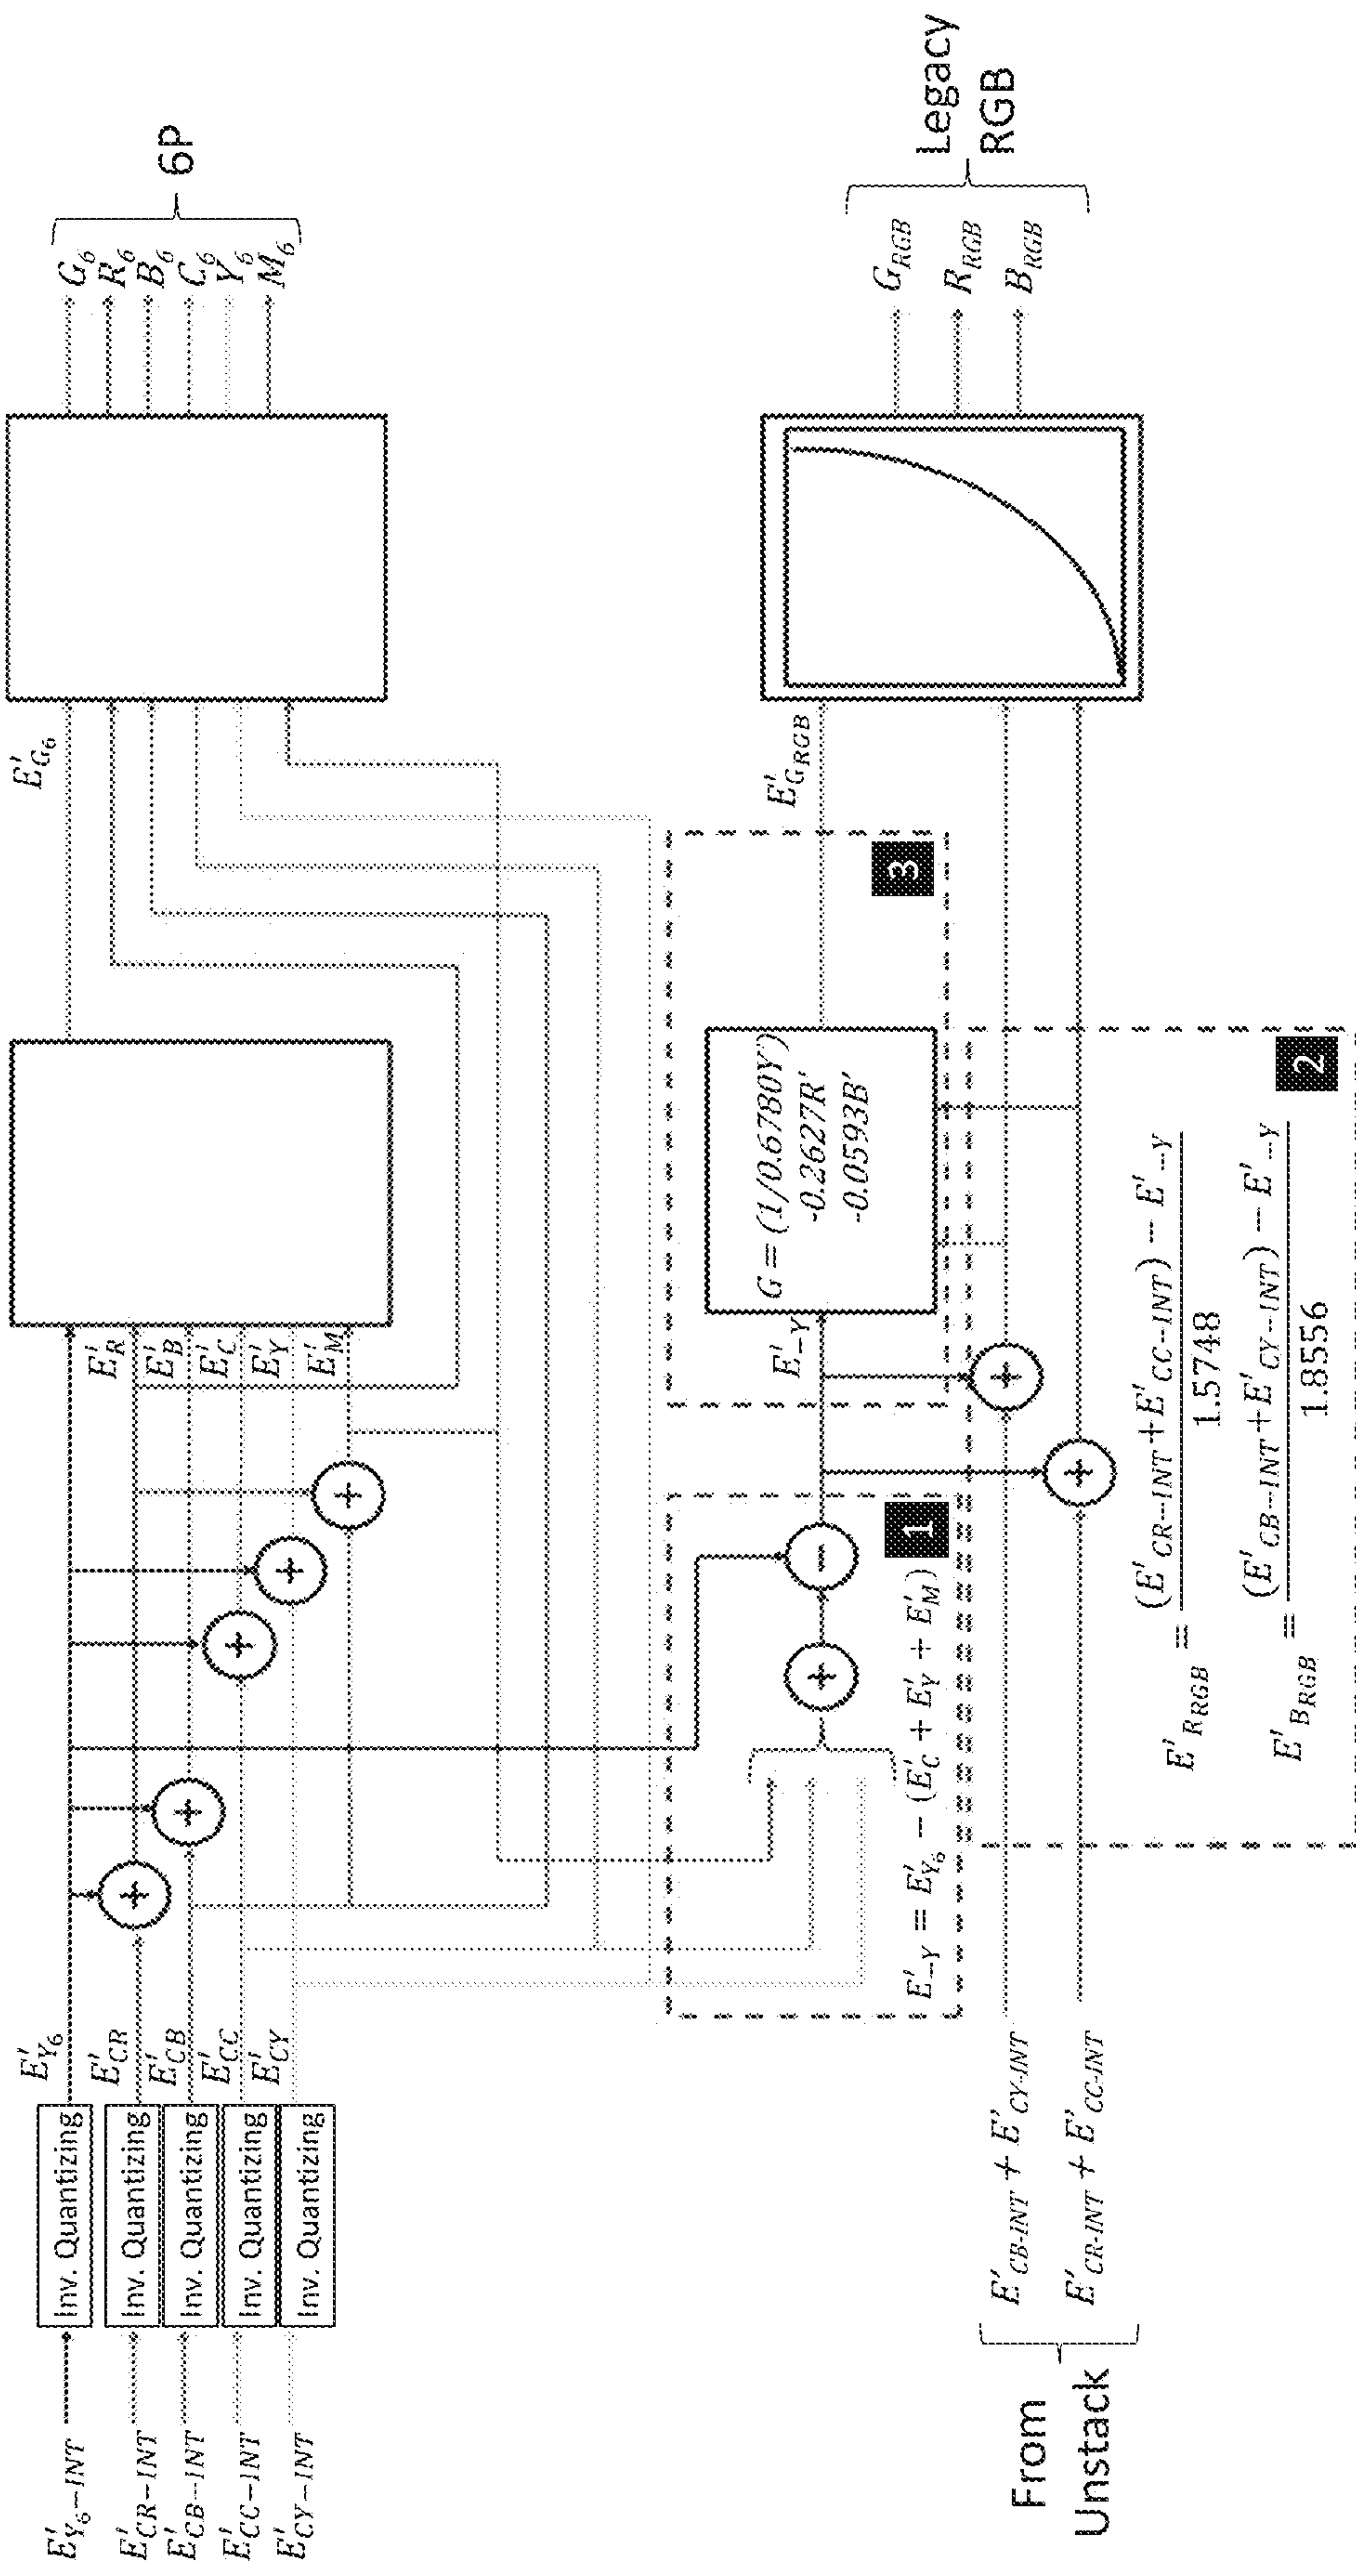 E'Y6-INT
E'CR-INT
E'CB-INT
E'CC-INT
E'CY-INT
Inv. Quantizing
Inv. Quantizing
Inv. Quantizing
Inv. Quantizing
Inv. Quantizing
E'Y6
E'CR
E'CB
E'CC
E'CY
+
+
+
+
+
E'R
E'B
E'C
E'Y
E'M
E'G6
G6
R6
B6
C6
Y6
M6
6P
+
-
1
E'-Y = E'Y6 - (E'C + E'Y + E'M)
E'-Y
G = (1/0.6780Y)
-0.2627R'
-0.0593B'
3
E'GRGB
GRGB
RRGB
BRGB
Legacy
RGB
From
Unstack
E'CB-INT + E'CY-INT
E'CR-INT + E'CC-INT
+
+
E'RRGB = (E'CR-INT+E'CC-INT) - E'-Y
1.5748
E'BRGB = (E'CB-INT+E'CY-INT) - E'-Y
1.8556
2